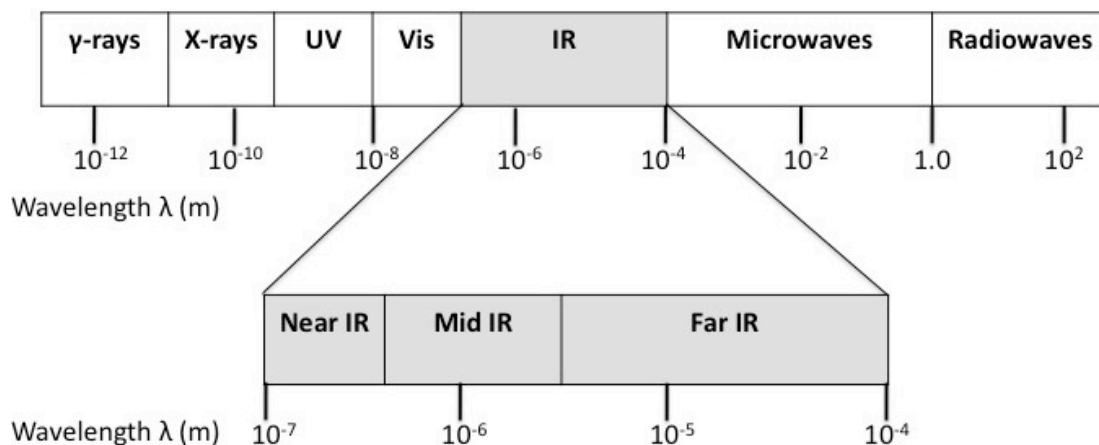 γ-rays X-rays UV Vis IR Microwaves Radiowaves
10⁻¹² 10⁻¹⁰ 10⁻⁸ 10⁻⁶ 10⁻⁴ 10⁻² 1.0 10²
Wavelength λ (m)
Near IR Mid IR Far IR
Wavelength λ (m) 10⁻⁷ 10⁻⁶ 10⁻⁵ 10⁻⁴